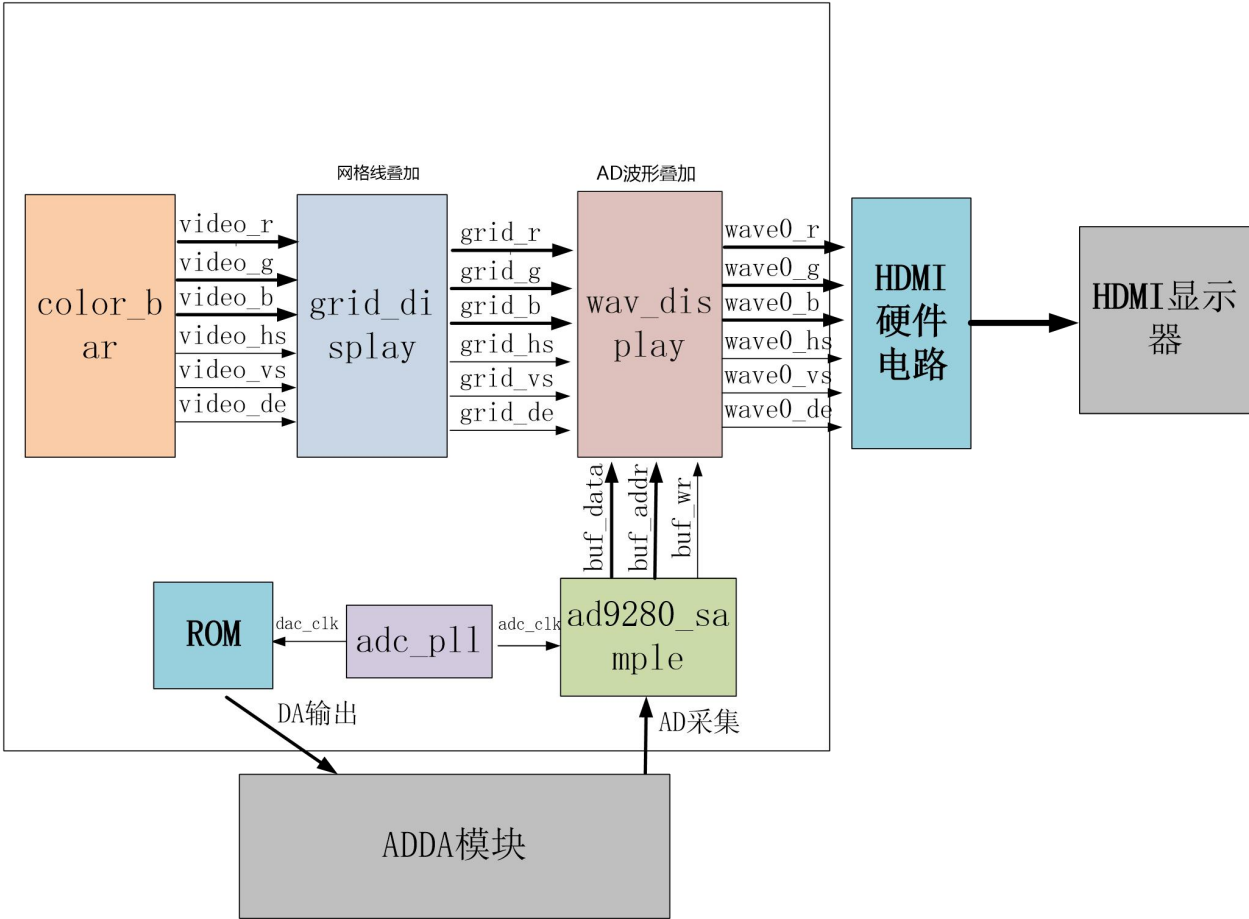 网格线叠加
AD波形叠加
color_b
ar
video_r
video_g
video_b
video_hs
video_vs
video_de
grid_di
splay
grid_r
grid_g
grid_b
grid_hs
grid_vs
grid_de
wav_dis
play
wave0_r
wave0_g
wave0_b
wave0_hs
wave0_vs
wave0_de
HDMI
硬件
电路
HDMI显示
器
buf_data
buf_addr
buf_wr
ROM
dac_clk
adc_pll
adc_clk
ad9280_sa
mple
DA输出
AD采集
ADDA模块